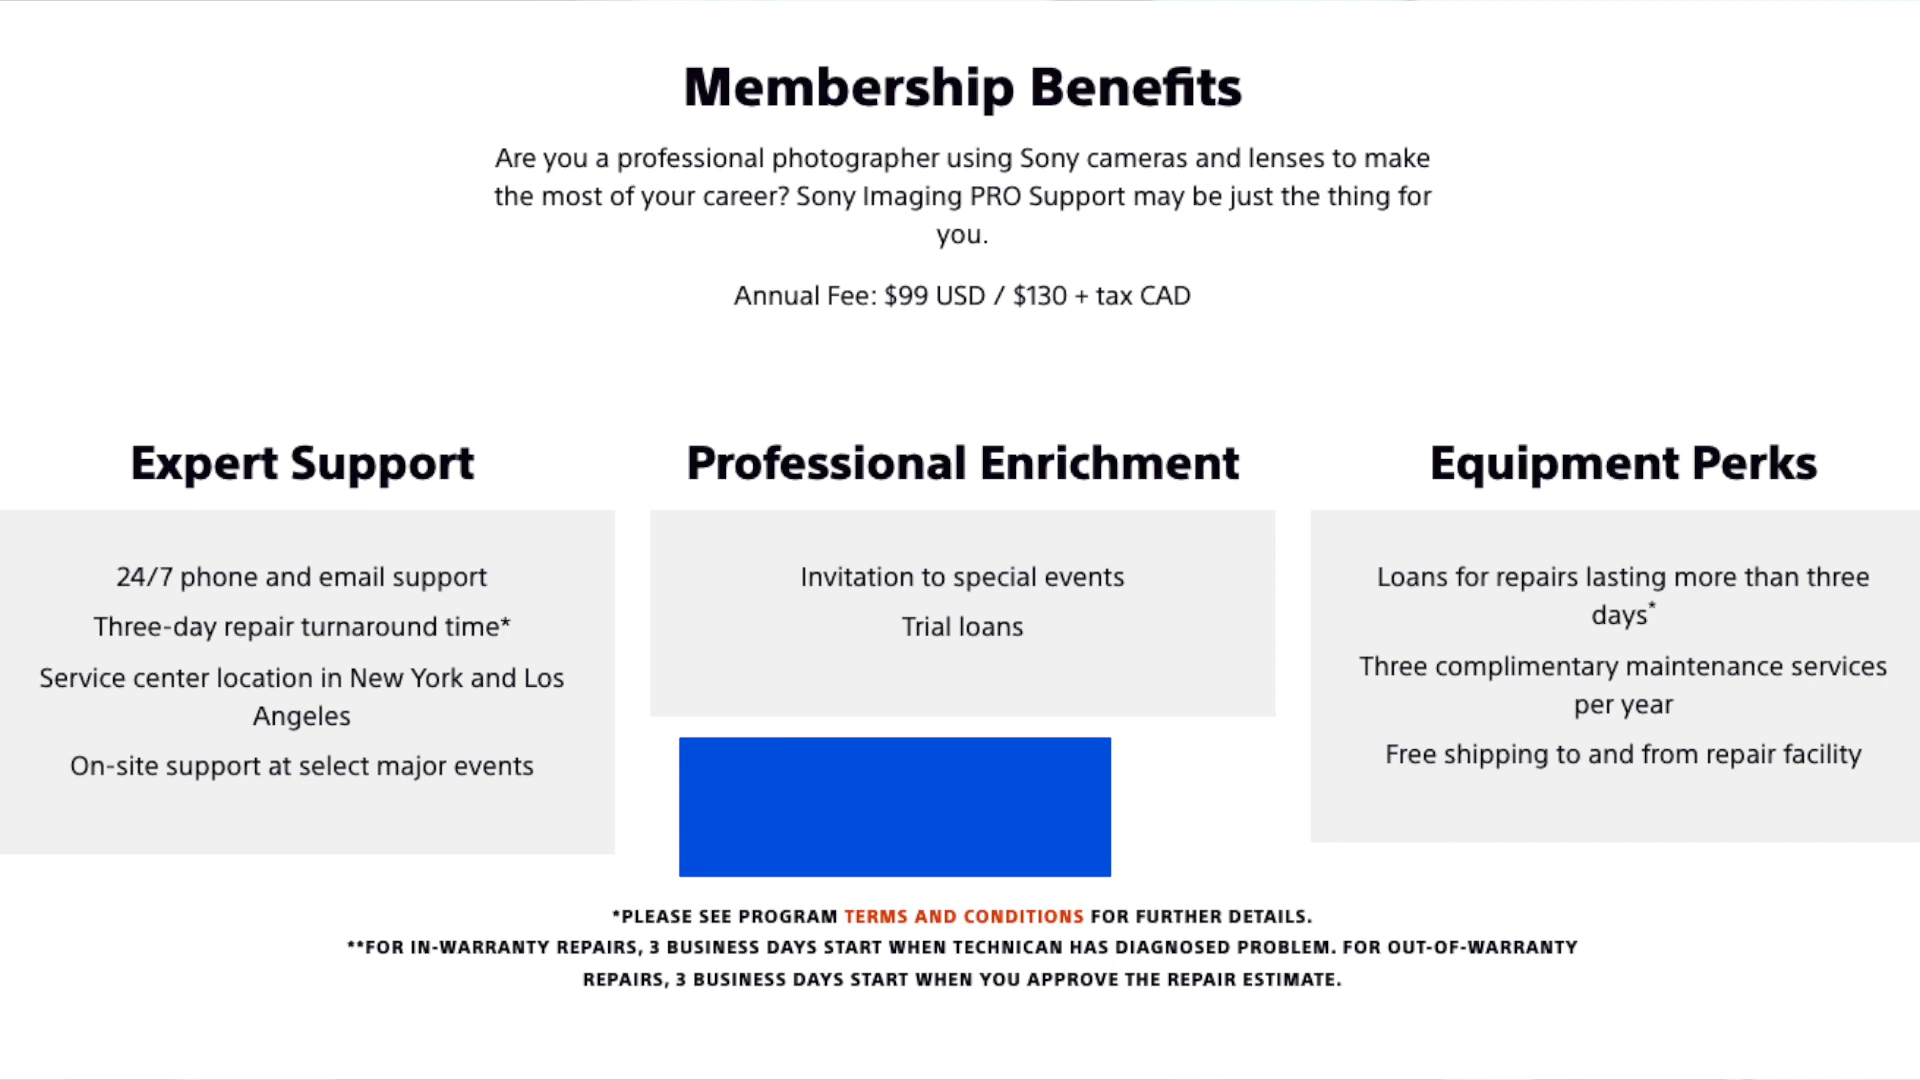 Membership Benefits
Are you a professional photographer using Sony cameras and lenses to make
the most of your career? Sony Imaging PRO Support may be just the thing for
you.
Annual Fee: $99 USD / $130 + tax CAD
Expert Support
24/7 phone and email support
Three-day repair turnaround time*
Service center location in New York and Los
Angeles
On-site support at select major events
Professional Enrichment
Invitation to special events
Trial loans
Equipment Perks
Loans for repairs lasting more than three
days*
Three complimentary maintenance services
per year
Free shipping to and from repair facility
*PLEASE SEE PROGRAM TERMS AND CONDITIONS FOR FURTHER DETAILS.
**FOR IN-WARRANTY REPAIRS, 3 BUSINESS DAYS START WHEN TECHNICAN HAS DIAGNOSED PROBLEM. FOR OUT-OF-WARRANTY
REPAIRS, 3 BUSINESS DAYS START WHEN YOU APPROVE THE REPAIR ESTIMATE.